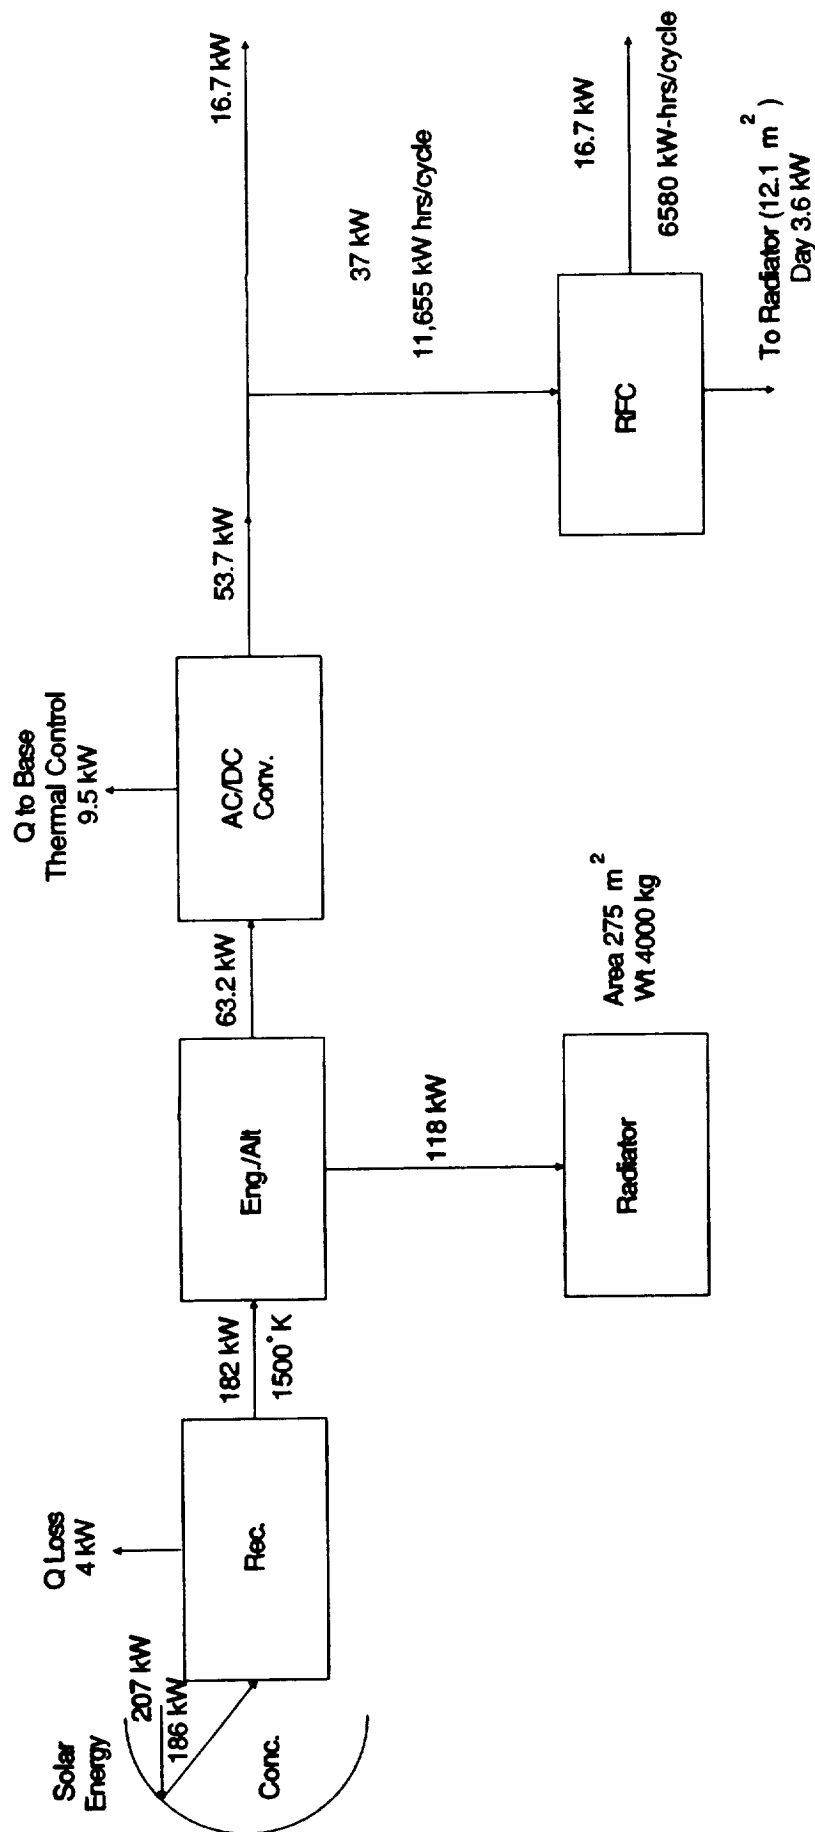 Solar
Energy
207 kW
186 kW
Conc.
Q Loss
4 kW
Rec.
182 kW
1500° K
Eng./Alt
118 kW
Radiator
Area 275 m²
Wt 4000 kg
63.2 kW
Q to Base
Thermal Control
9.5 kW
AC/DC
Conv.
53.7 kW
16.7 kW
37 kW
11,655 kW hrs/cycle
RFC
16.7 kW
6580 kW-hrs/cycle
To Radiator (12.1 m²)
Day 3.6 kW